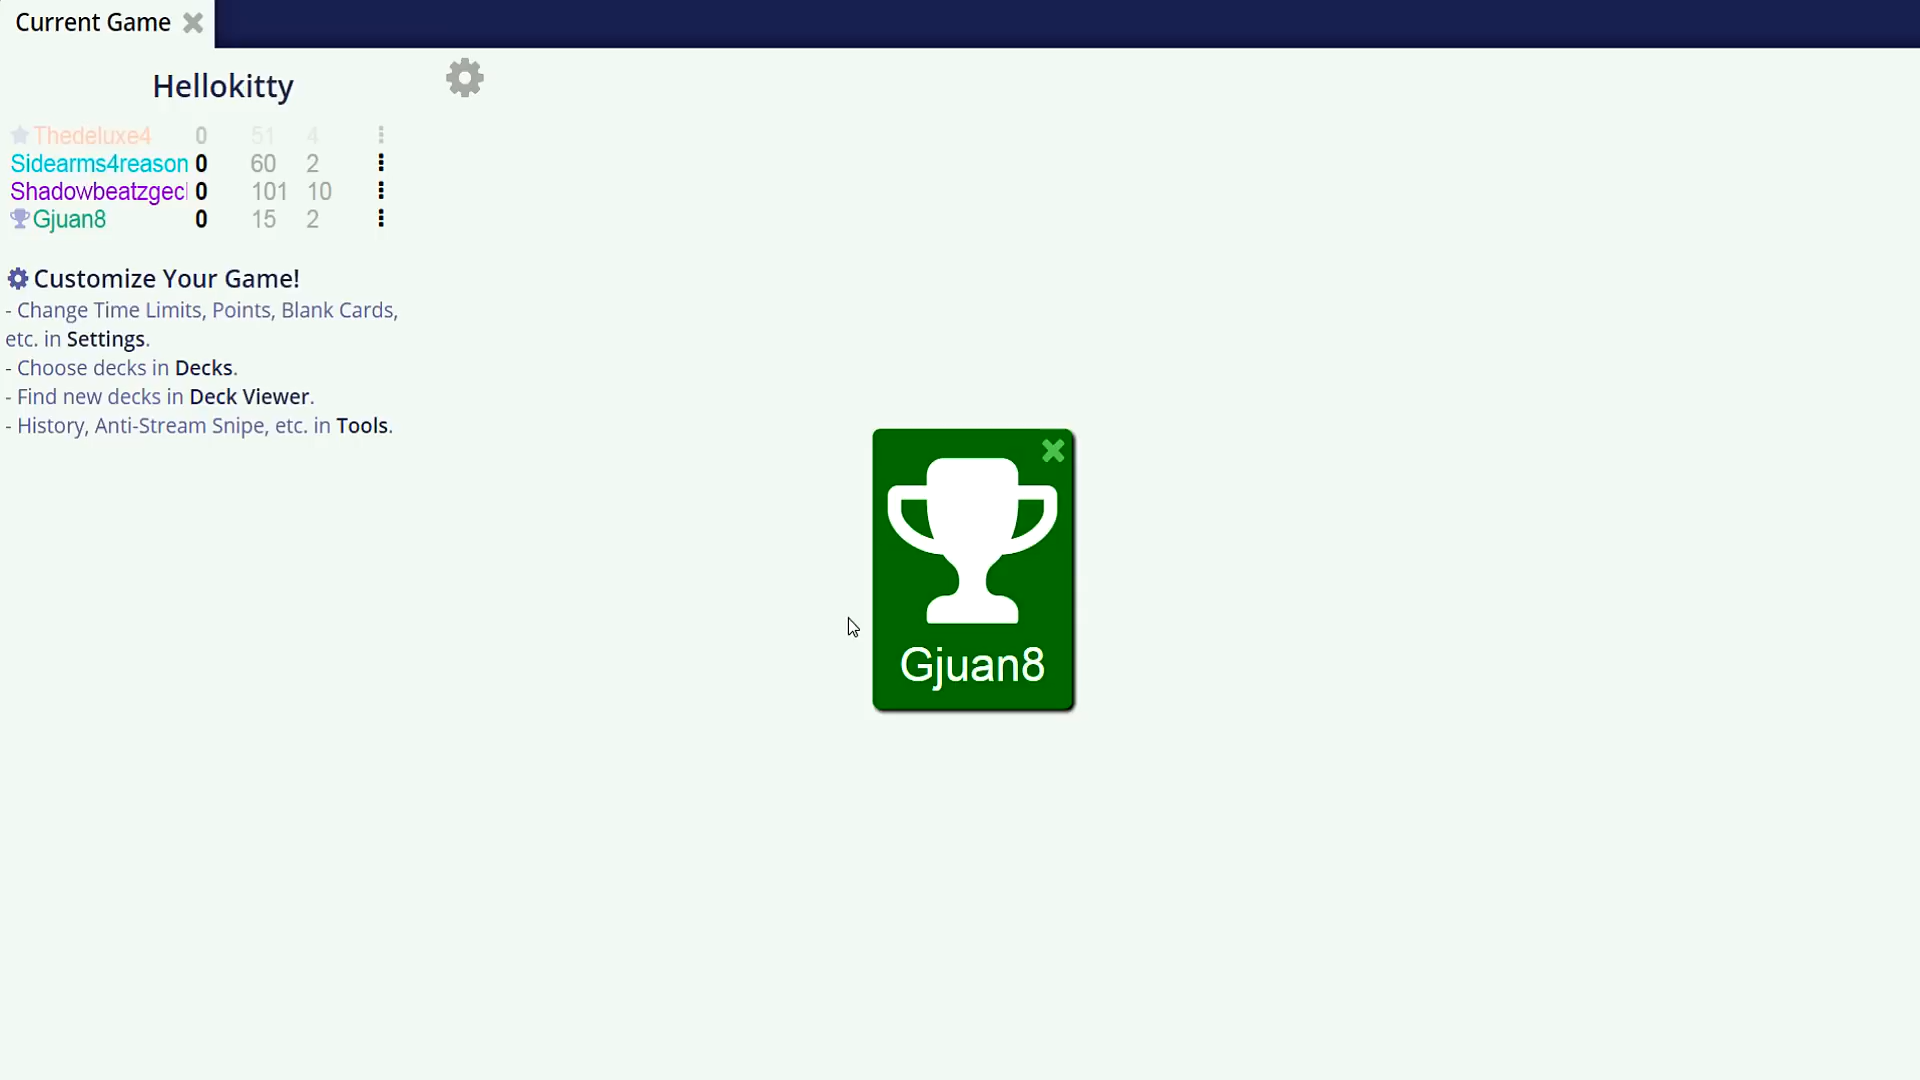 Current Game
Hellokitty
Thedeluxe4 0 51 4
Sidearms4reason 0 60 2
Shadowbeatzgec 0 101 10
Gjuan8 0 15 2
Customize Your Game!
- Change Time Limits, Points, Blank Cards,
etc. in Settings.
- Choose decks in Decks.
- Find new decks in Deck Viewer.
- History, Anti-Stream Snipe, etc. in Tools.
Gjuan8